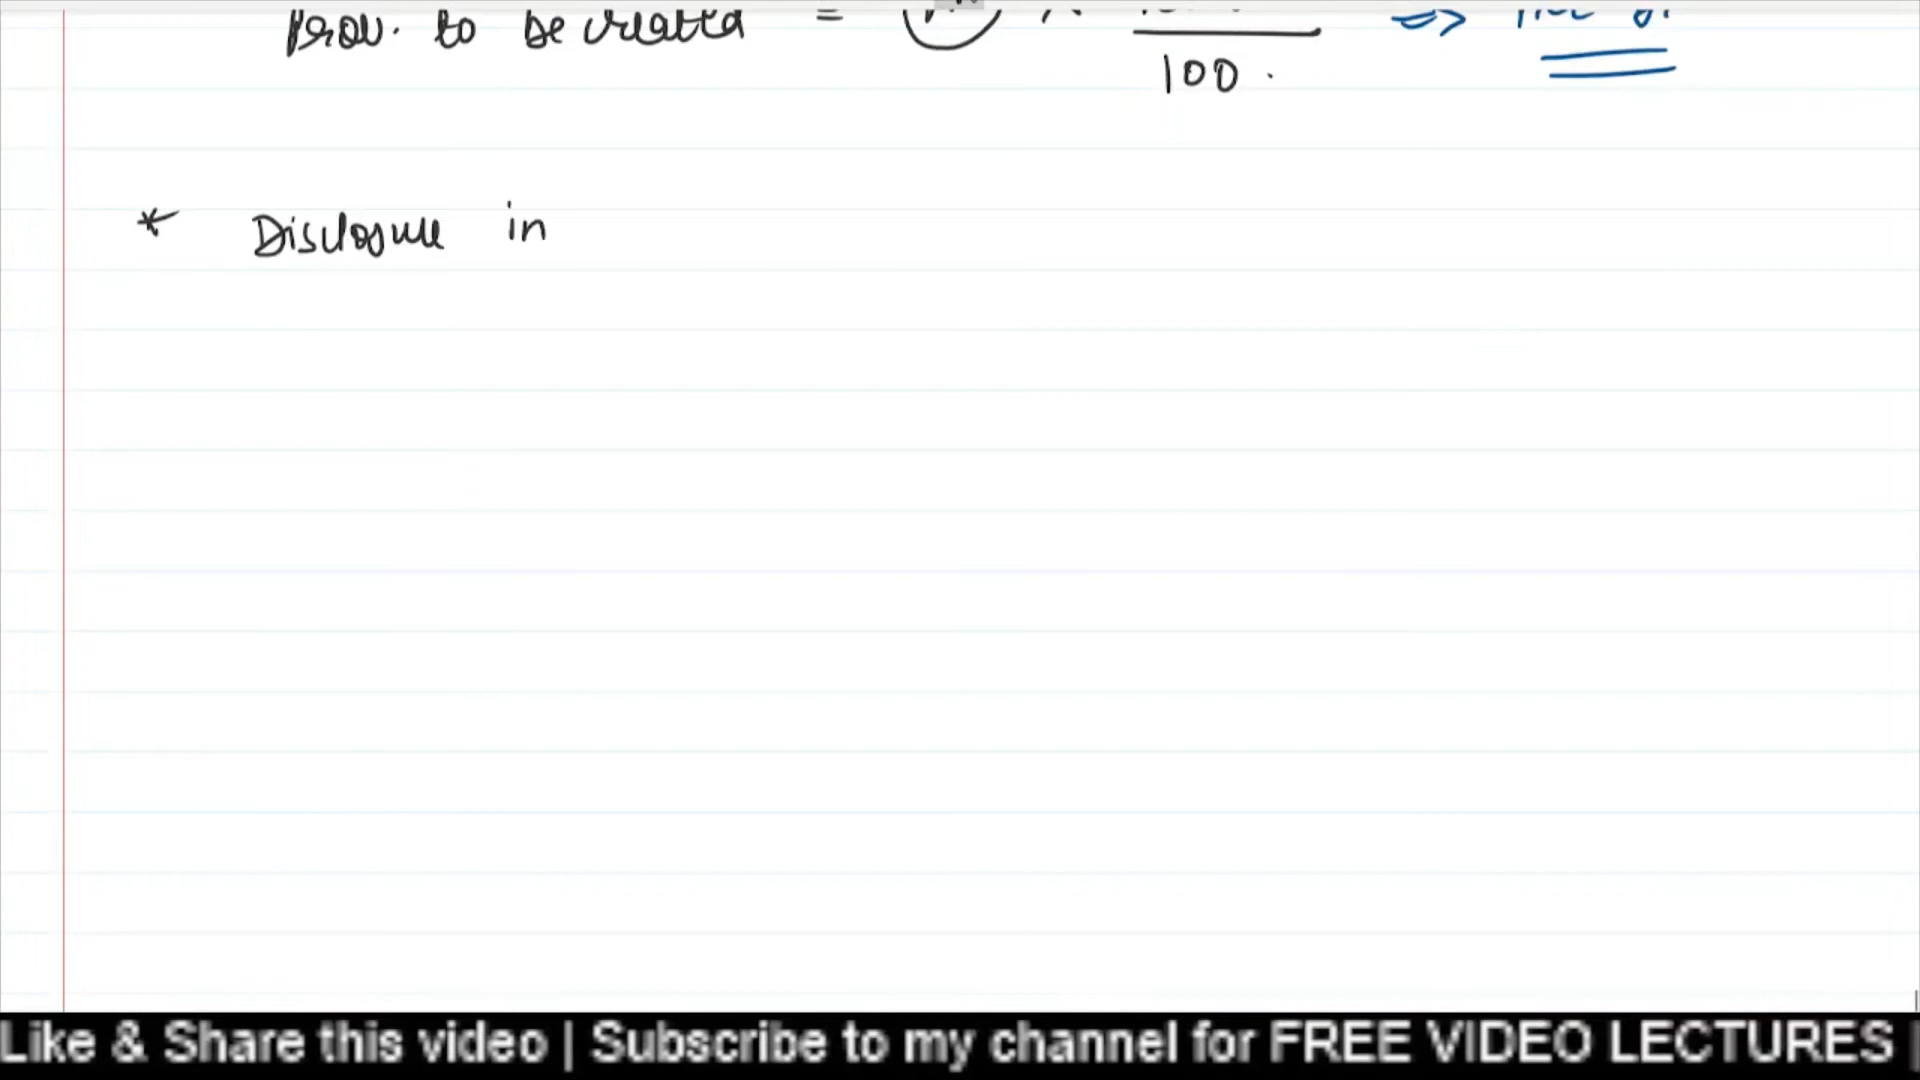 Prov. to be created =
100.
* Disclosure in
Like & Share this video | Subscribe to my channel for FREE VIDEO LECTURES |